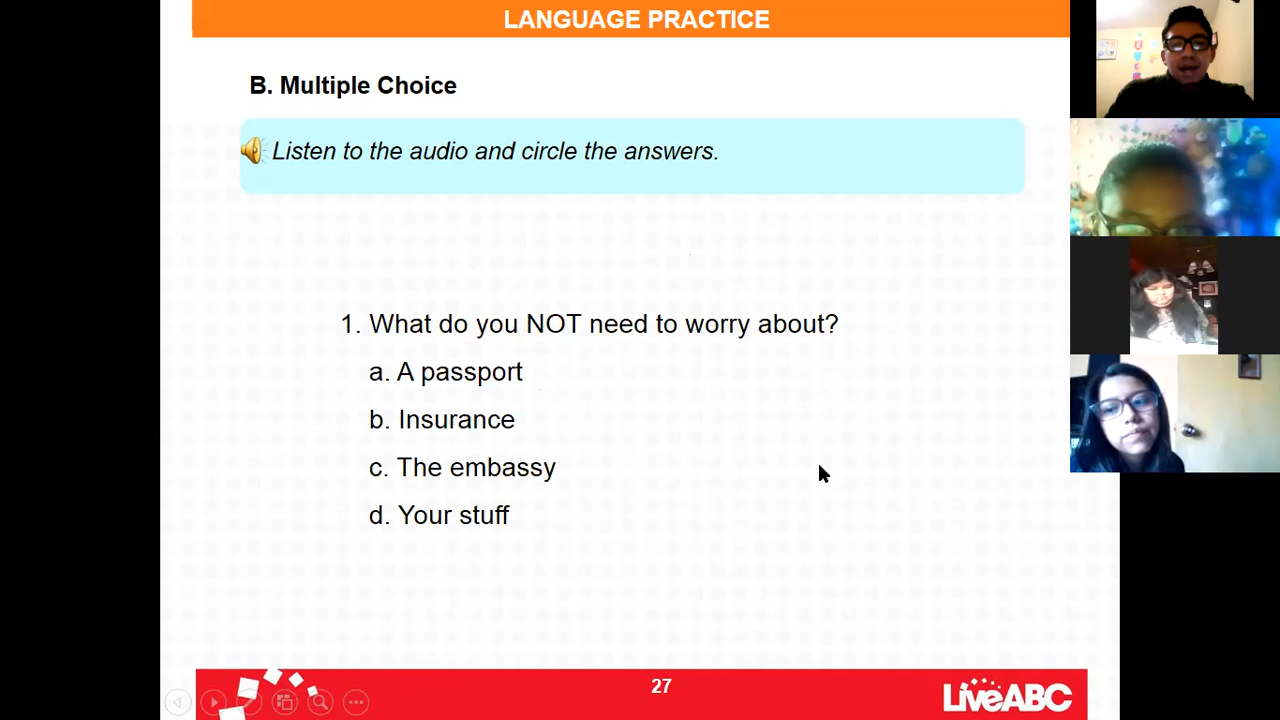 LANGUAGE PRACTICE
B. Multiple Choice
Listen to the audio and circle the answers.
1. What do you NOT need to worry about?
a. A passport
b. Insurance
c. The embassy
d. Your stuff
27
LiveABC